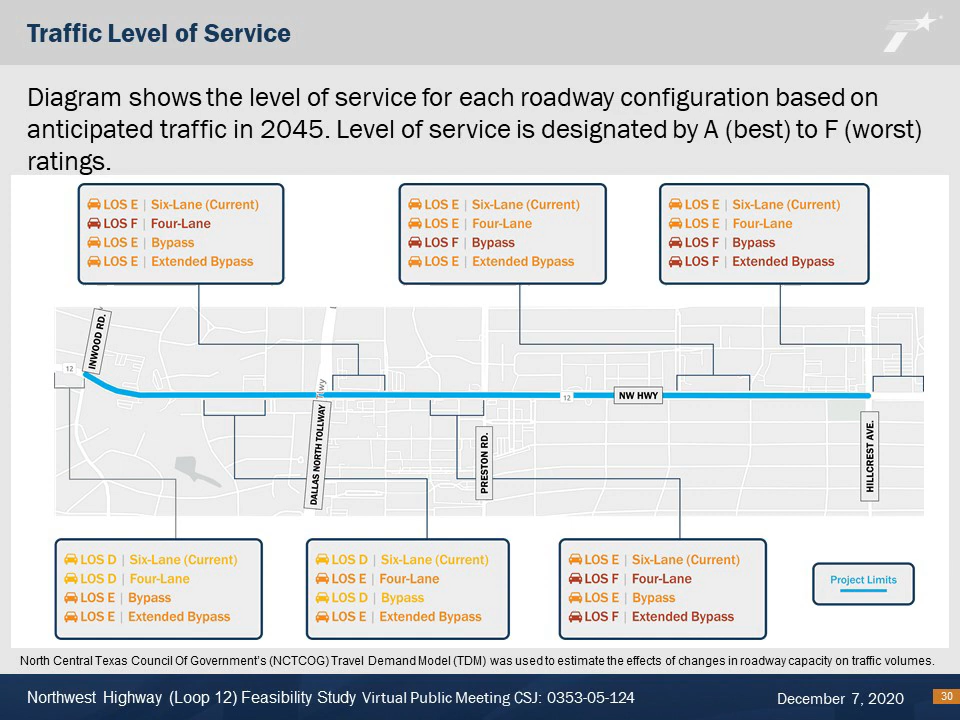 Traffic Level of Service
Diagram shows the level of service for each roadway configuration based on
anticipated traffic in 2045. Level of service is designated by A (best) to F (worst)
ratings.
LOS E | Six-Lane (Current)
LOS F | Four-Lane
LOS E | Bypass
LOS E | Extended Bypass
LOS E | Six-Lane (Current)
LOS E | Four-Lane
LOS F | Bypass
LOS E | Extended Bypass
LOS E | Six-Lane (Current)
LOS E | Four-Lane
LOS F | Bypass
LOS F | Extended Bypass
INWOOD RD.
12
DALLAS NORTH TOLLWAY
PRESTON RD.
12
NW HWY
HILLCREST AVE.
LOS D | Six-Lane (Current)
LOS D | Four-Lane
LOS E | Bypass
LOS E | Extended Bypass
LOS D | Six-Lane (Current)
LOS E | Four-Lane
LOS D | Bypass
LOS E | Extended Bypass
LOS E | Six-Lane (Current)
LOS F | Four-Lane
LOS E | Bypass
LOS F | Extended Bypass
Project Limits
North Central Texas Council Of Government's (NCTCOG) Travel Demand Model (TDM) was used to estimate the effects of changes in roadway capacity on traffic volumes.
Northwest Highway (Loop 12) Feasibility Study Virtual Public Meeting CSJ: 0353-05-124
December 7, 2020
30